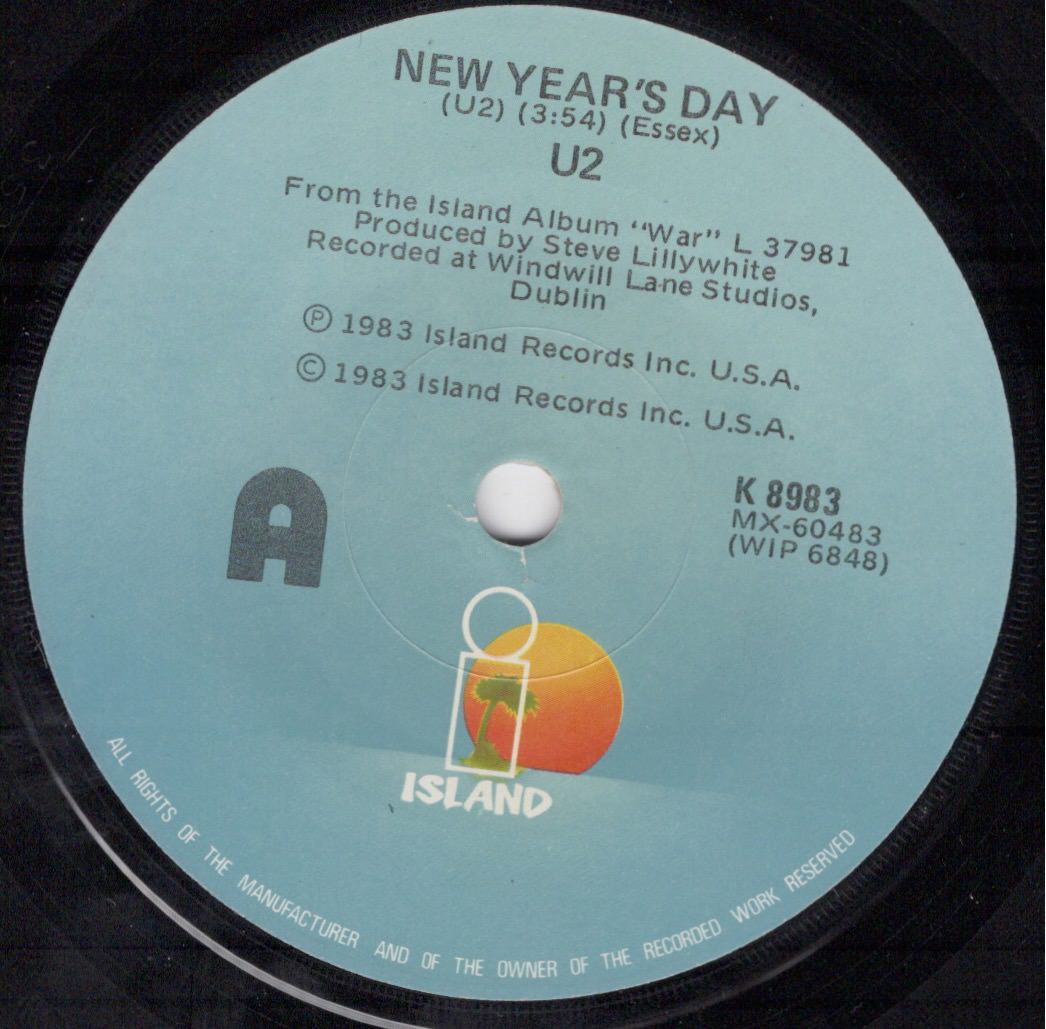 NEW YEAR'S DAY
(U2) (3:54) (Essex)
U2
From the Island Album "War" L 37981
Produced by Steve Lillywhite
Recorded at Windwill Lane Studios,
Dublin
Ⓟ 1983 Island Records Inc. U.S.A.
© 1983 Island Records Inc. U.S.A.
A
K 8983
MX-60483
(WIP 6848)
i
ISLAND
ALL RIGHTS OF THE MANUFACTURER AND OF THE OWNER OF THE RECORDED WORK RESERVED